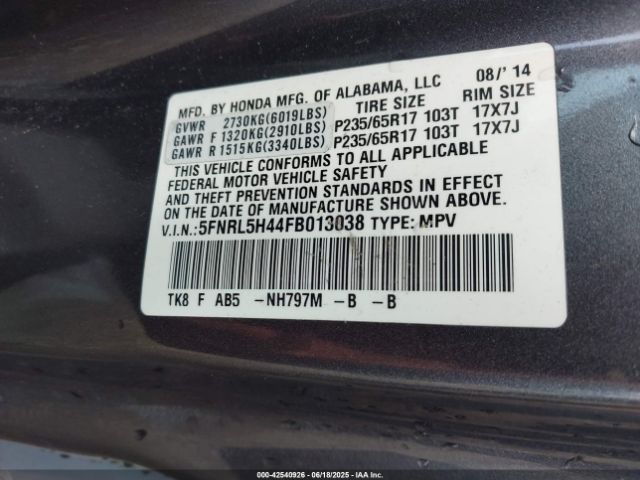 MFD. BY HONDA MFG. OF ALABAMA, LLC 08/' 14
TIRE SIZE RIM SIZE
GVWR 2730KG(6019LBS)
GAWR F 1320KG(2910LBS) P235/65R17 103T 17X7J
GAWR R 1515KG(3340LBS) P235/65R17 103T 17X7J
THIS VEHICLE CONFORMS TO ALL APPLICABLE
FEDERAL MOTOR VEHICLE SAFETY
AND THEFT PREVENTION STANDARDS IN EFFECT
ON THE DATE OF MANUFACTURE SHOWN ABOVE.
V.I.N.:5FNRL5H44FB013038 TYPE: MPV
TK8 F AB5 -NH797M -B -B
000-42540926 - 06/18/2025 - IAAI.COM